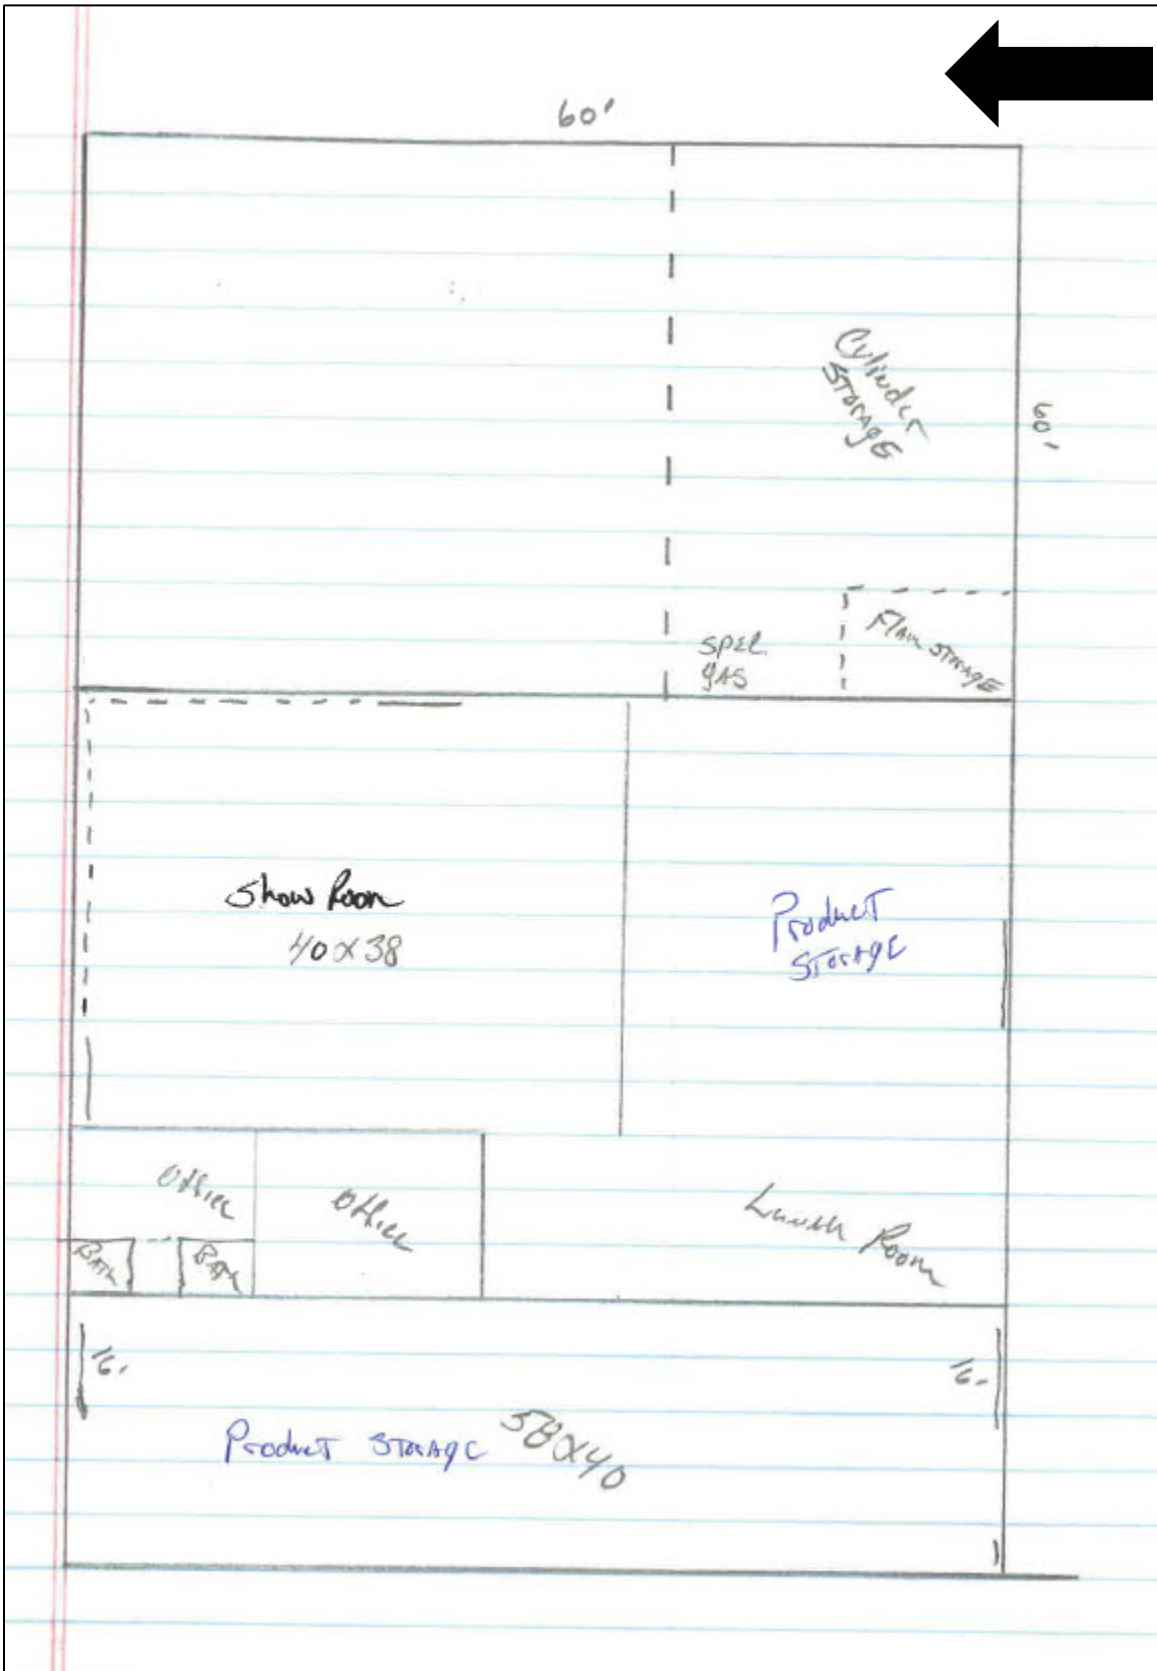 60'
Cylinder
STORAGE
60'
SPEC.
GAS
Flam STORAGE
Show Room
40x38
Product
STORAGE
Office
Office
Lunch Room
BATH
BATH
16'
16'
Product STORAGE 58x40